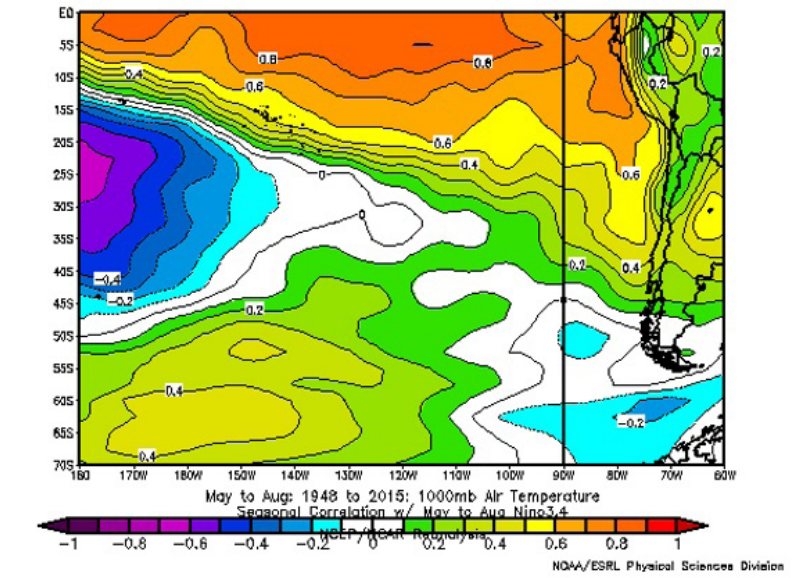 EQ
5S
10S
15S
20S
25S
30S
35S
40S
45S
50S
55S
60S
65S
70S
0.8
0.8
0.2
0.4
0.6
0.2
0.6
0.4
0.6
0
0
0.2
0.4
-0.4
-0.2
0.2
0.4
-0.2
0.4
180 170W 160W 150W 140W 130W 120W 110W 100W 90W 80W 70W 60W
May to Aug: 1948 to 2015: 1000mb Air Temperature
Seasonal Correlation w/ May to Aug Nino3.4
NCEP/NCAR Reanalysis
-1 -0.8 -0.6 -0.4 -0.2 0 0.2 0.4 0.6 0.8 1
NOAA/ESRL Physical Sciences Division